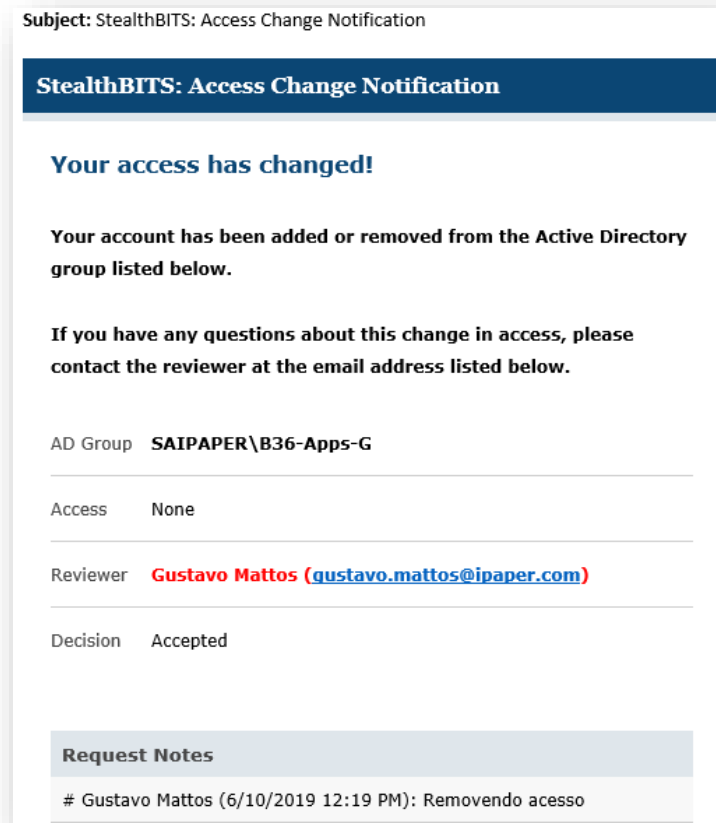 Subject: StealthBITS: Access Change Notification
StealthBITS: Access Change Notification
Your access has changed!
Your account has been added or removed from the Active Directory
group listed below.
If you have any questions about this change in access, please
contact the reviewer at the email address listed below.
AD Group SAIPAPER\B36-Apps-G
Access None
Reviewer Gustavo Mattos (gustavo.mattos@ipaper.com)
Decision Accepted
Request Notes
# Gustavo Mattos (6/10/2019 12:19 PM): Removendo acesso